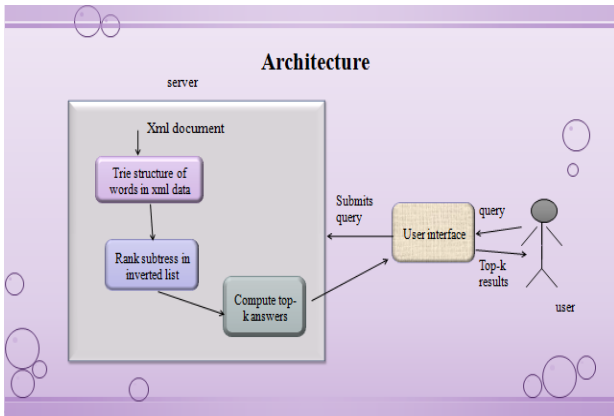 Architecture
server
Xml document
Trie structure of
words in xml data
Rank subtress in
inverted list
Compute top-
k answers
Submits
query
User interface
query
Top-k
results
user